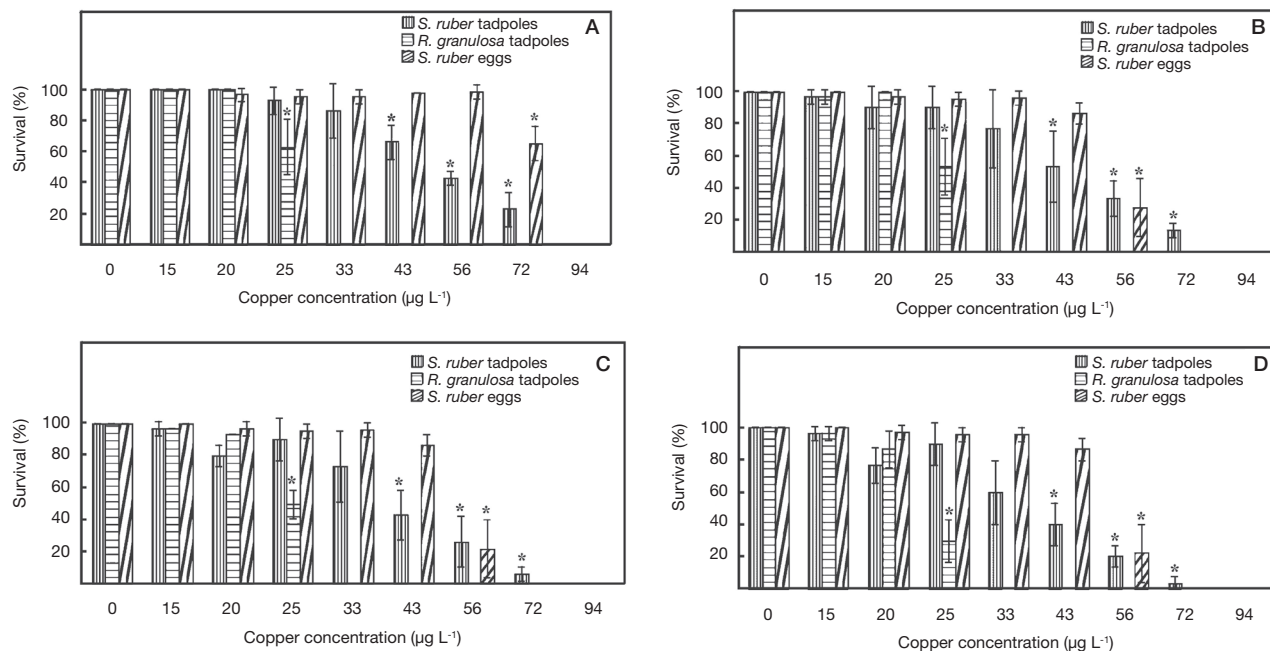 S. ruber tadpoles
A
R. granulosa tadpoles
S. ruber eggs
Survival (%)
100
80
60
40
20
* * * * *
0 15 20 25 33 43 56 72 94
Copper concentration (µg L-1)
S. ruber tadpoles
B
R. granulosa tadpoles
S. ruber eggs
Survival (%)
100
80
60
40
20
* * * * *
0 15 20 25 33 43 56 72 94
Copper concentration (µg L-1)
S. ruber tadpoles
C
R. granulosa tadpoles
S. ruber eggs
Survival (%)
100
80
60
40
20
* * * * *
0 15 20 25 33 43 56 72 94
Copper concentration (µg L-1)
S. ruber tadpoles
D
R. granulosa tadpoles
S. ruber eggs
Survival (%)
100
80
60
40
20
* * * * *
0 15 20 25 33 43 56 72 94
Copper concentration (µg L-1)